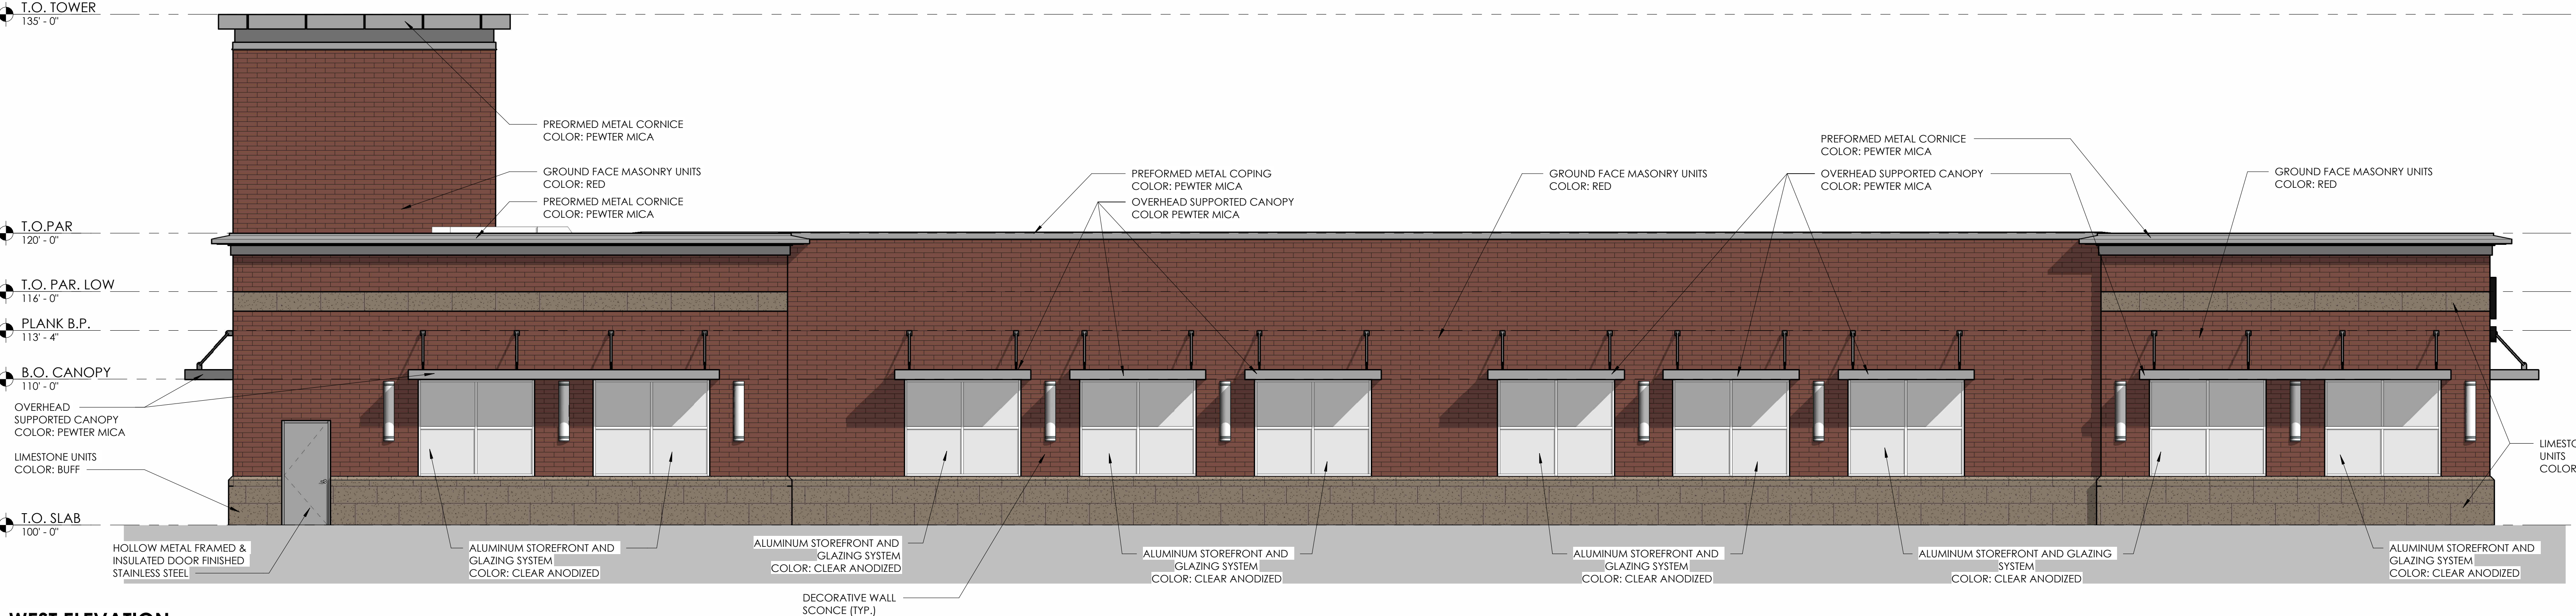 T.O. TOWER
135' - 0"
PREORMED METAL CORNICE
COLOR: PEWTER MICA
GROUND FACE MASONRY UNITS
COLOR: RED
PREORMED METAL CORNICE
COLOR: PEWTER MICA
PREFORMED METAL COPING
COLOR: PEWTER MICA
OVERHEAD SUPPORTED CANOPY
COLOR PEWTER MICA
GROUND FACE MASONRY UNITS
COLOR: RED
PREFORMED METAL CORNICE
COLOR: PEWTER MICA
OVERHEAD SUPPORTED CANOPY
COLOR: PEWTER MICA
GROUND FACE MASONRY UNITS
COLOR: RED
T.O.PAR
120' - 0"
T.O. PAR. LOW
116' - 0"
PLANK B.P.
113' - 4"
B.O. CANOPY
110' - 0"
OVERHEAD
SUPPORTED CANOPY
COLOR: PEWTER MICA
LIMESTONE UNITS
COLOR: BUFF
T.O. SLAB
100' - 0"
HOLLOW METAL FRAMED &
INSULATED DOOR FINISHED
STAINLESS STEEL
ALUMINUM STOREFRONT AND
GLAZING SYSTEM
COLOR: CLEAR ANODIZED
ALUMINUM STOREFRONT AND
GLAZING SYSTEM
COLOR: CLEAR ANODIZED
DECORATIVE WALL
SCONCE (TYP.)
ALUMINUM STOREFRONT AND
GLAZING SYSTEM
COLOR: CLEAR ANODIZED
ALUMINUM STOREFRONT AND
GLAZING SYSTEM
COLOR: CLEAR ANODIZED
ALUMINUM STOREFRONT AND GLAZING
SYSTEM
COLOR: CLEAR ANODIZED
ALUMINUM STOREFRONT AND
GLAZING SYSTEM
COLOR: CLEAR ANODIZED
UNITS
COLOR
WEST ELEVATION